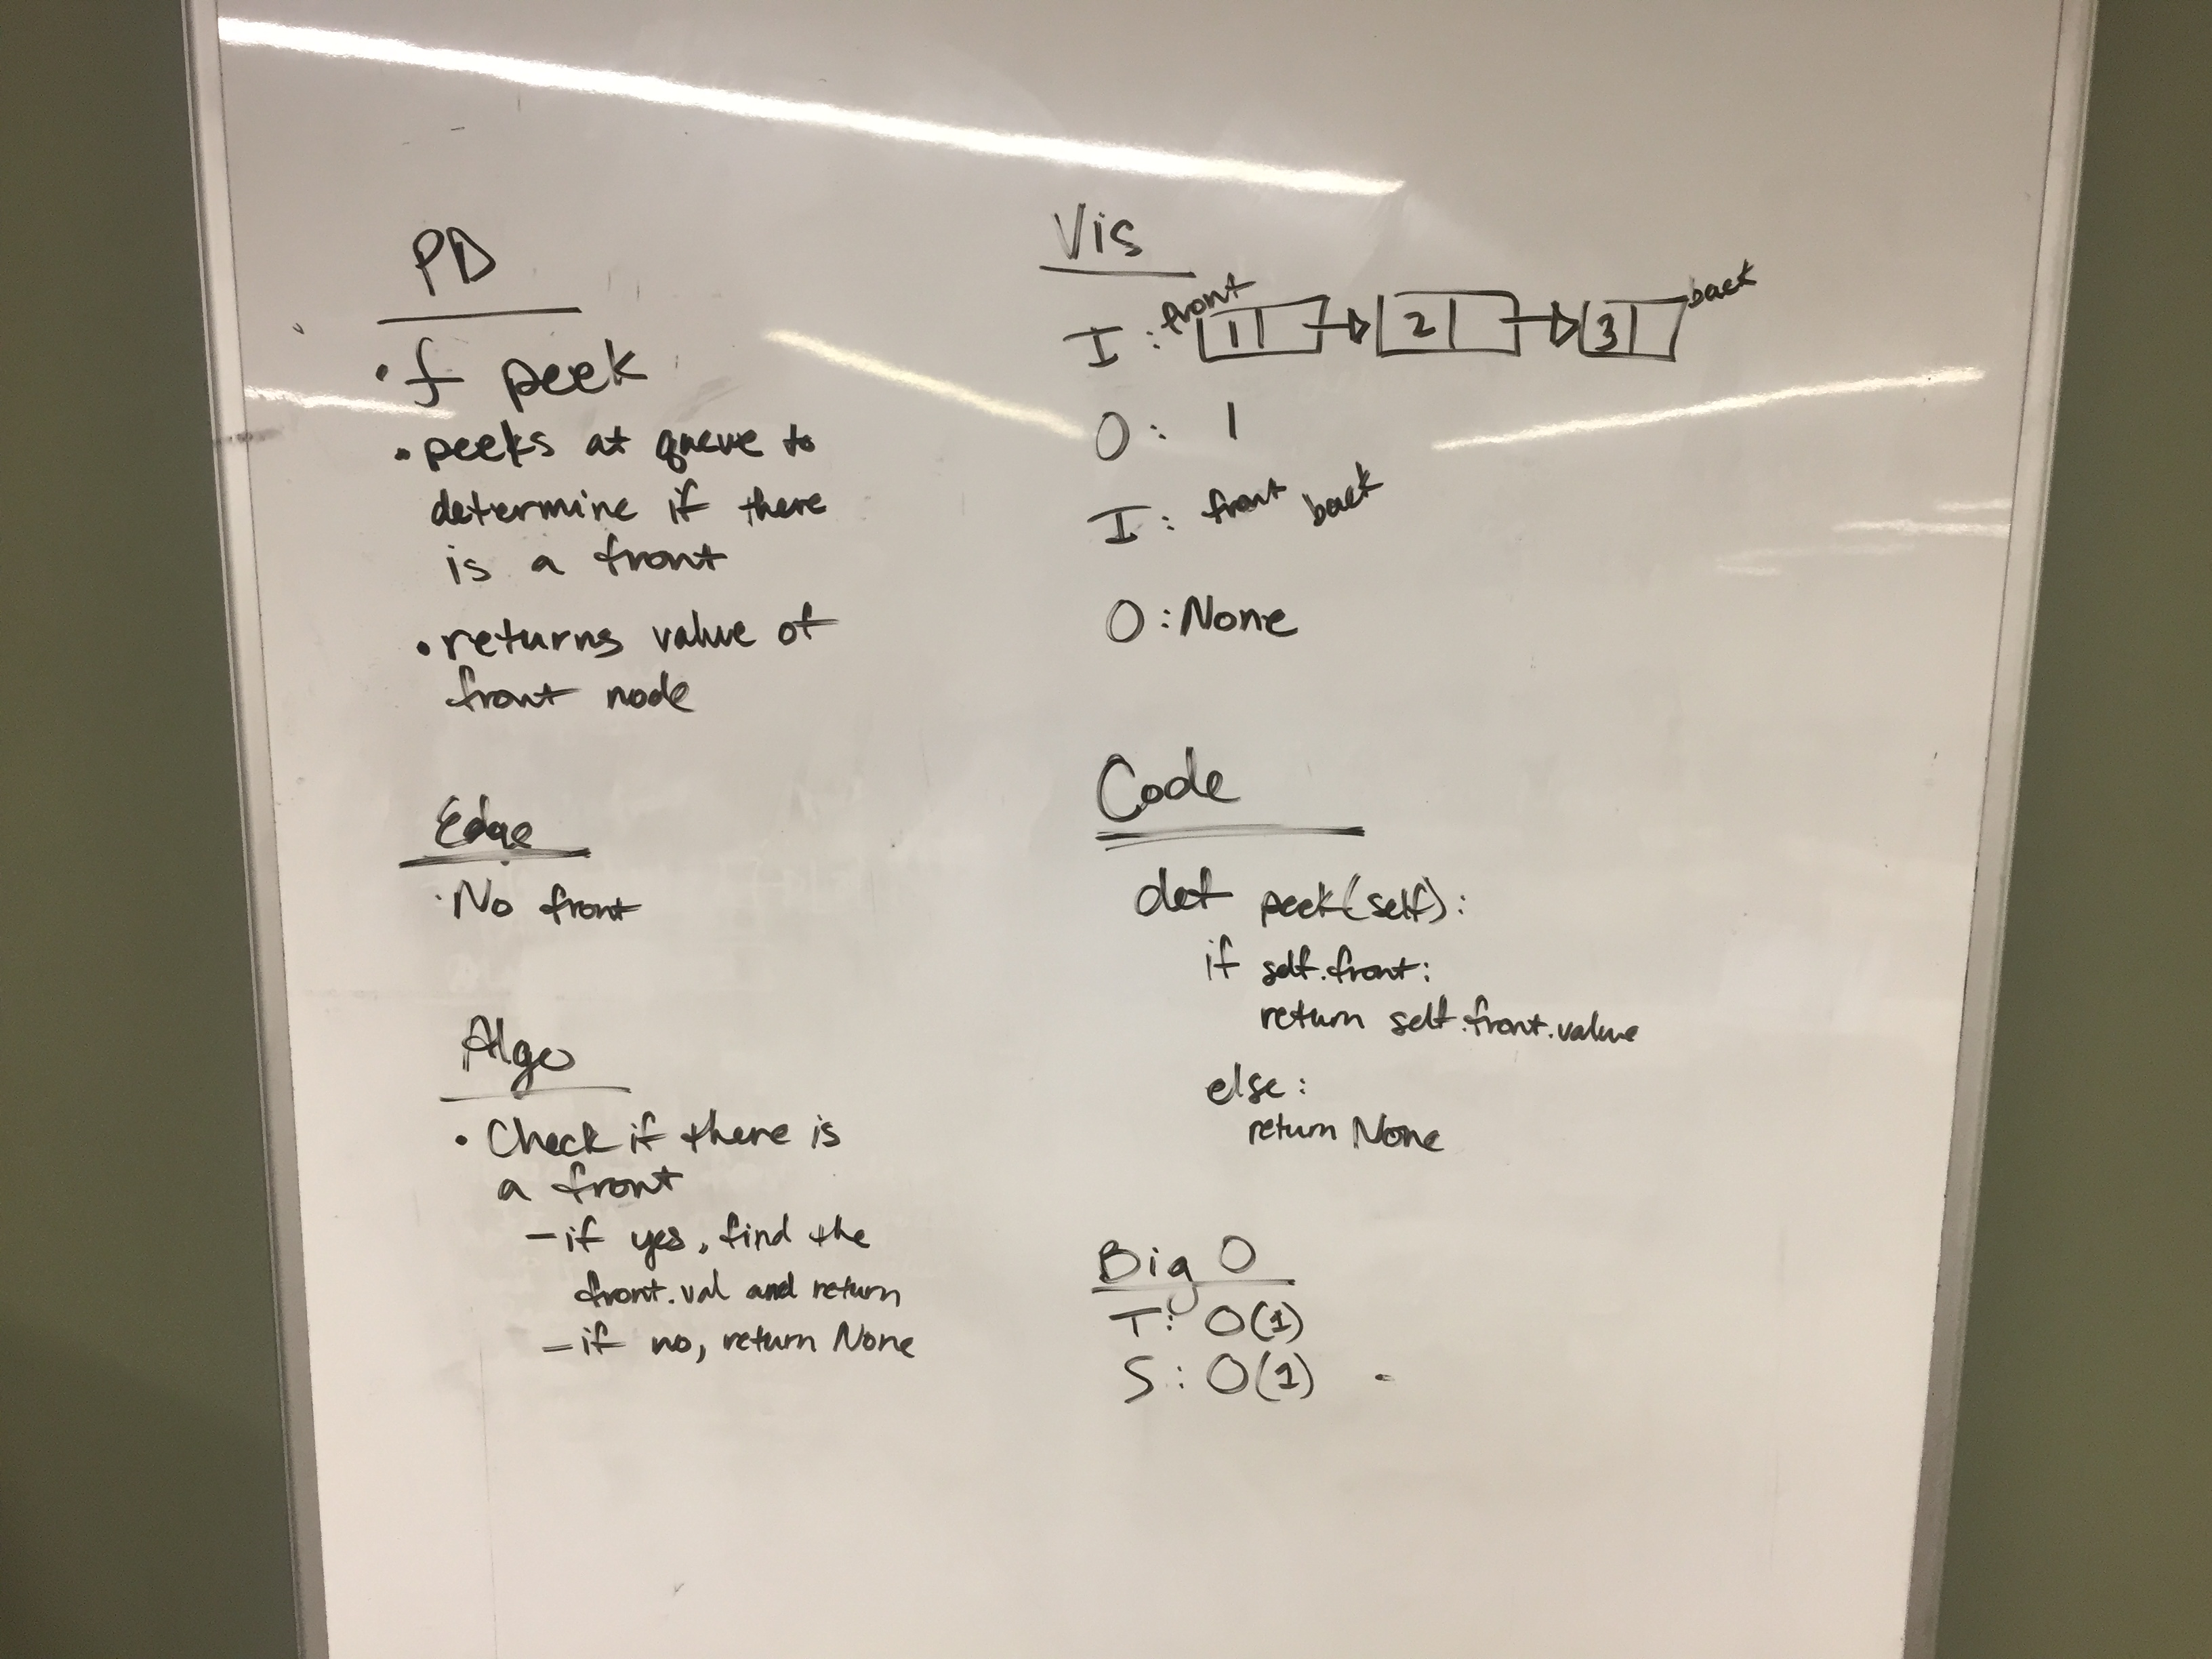 PD
• f peek
• peeks at queue to
determine if there
is a front
• returns value of
front node
Edge
• No front
Algo
• Check if there is
a front
- if yes, find the
front.val and return
- if no, return None
Vis
I: front 1 2 3 back
O: 1
I: front back
O: None
Code
def peek(self):
if self.front:
return self.front.value
else:
return None
Big O
T: O(1)
S: O(1)